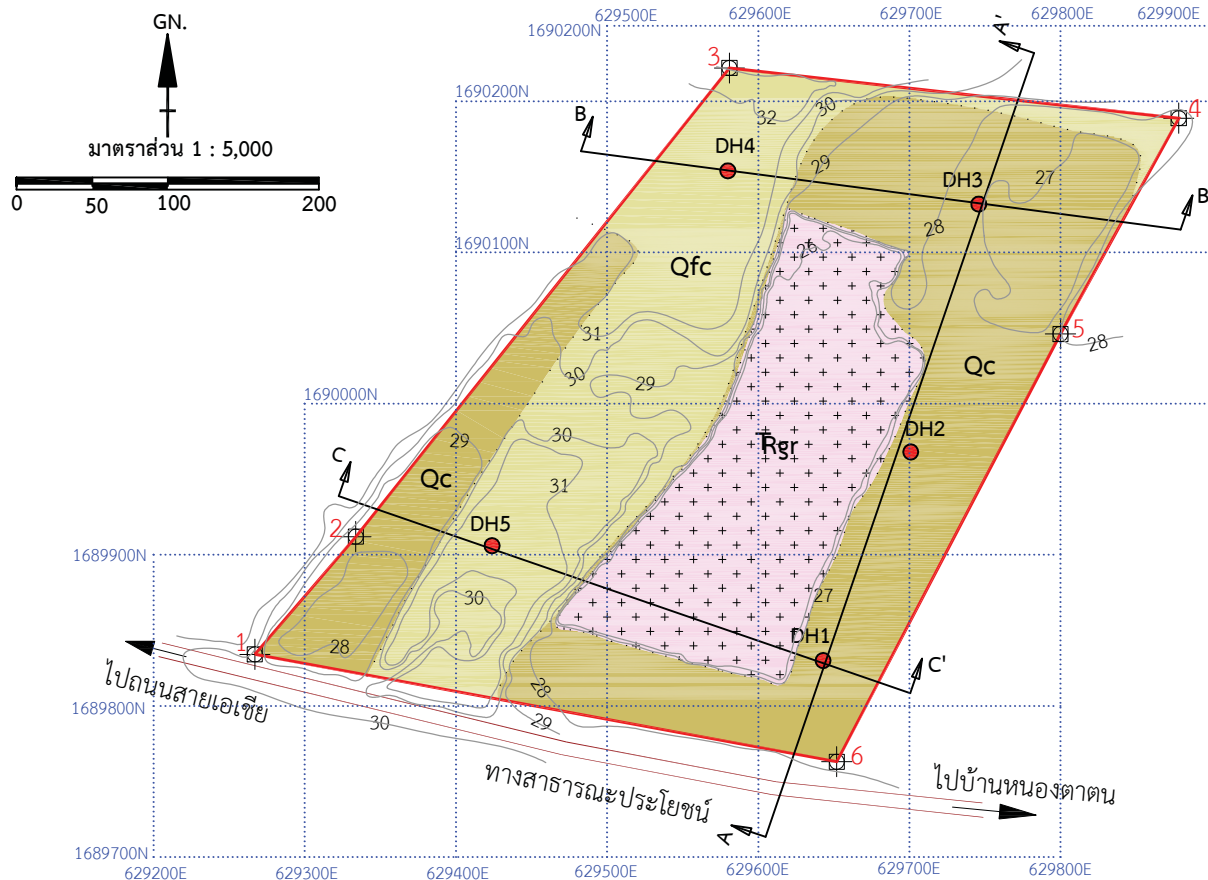 GN.
มาตราส่วน 1 : 5,000
0 50 100 200
629500E 629600E 629700E 629800E 629900E
1690200N
A'
3
1690200N
32
30
4
B
DH4
29
DH3
27
B
28
1690100N
26
Qfc
31
5
28
30
29
Qc
1690000N
DH2
29
30
Trgr
C
Qc
31
2
DH5
1689900N
30
27
1
28
DH1
C'
28
ไปถนนสายเอเชีย
1689800N
30
29
6
ทางสาธารณะประโยชน์
ไปบ้านหนองตาตน
A
1689700N
629200E 629300E 629400E 629500E 629600E 629700E 629800E